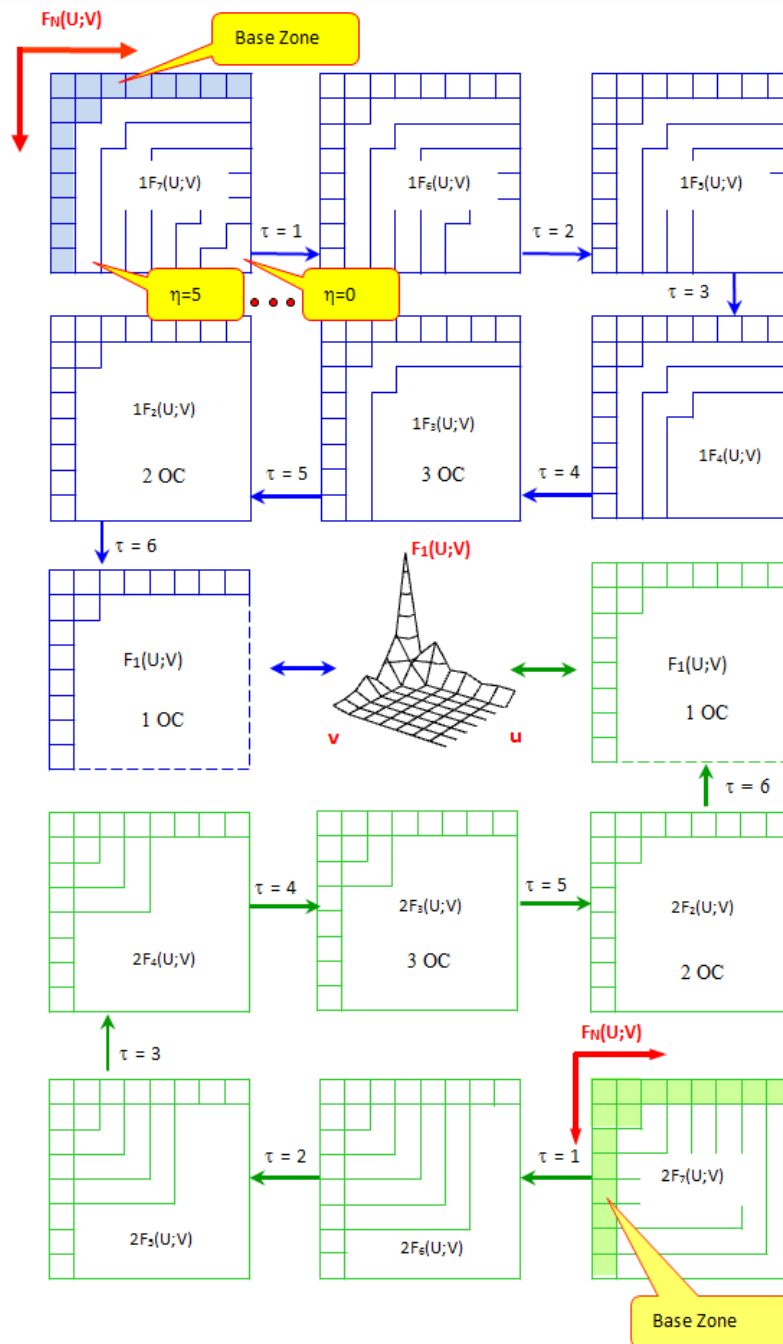 Fɴ(U;V)
Base Zone
1F₇(U;V)
1F₆(U;V)
1F₅(U;V)
τ = 1
τ = 2
η=5
η=0
τ = 3
1F₂(U;V)
2 OC
τ = 5
1F₃(U;V)
3 OC
τ = 4
1F₄(U;V)
τ = 6
F₁(U;V)
F₁(U;V)
1 OC
F₁(U;V)
1 OC
v
u
τ = 6
τ = 4
τ = 5
2F₄(U;V)
2F₃(U;V)
3 OC
2F₂(U;V)
2 OC
Fɴ(U;V)
τ = 3
τ = 2
τ = 1
2F₅(U;V)
2F₆(U;V)
2F₇(U;V)
Base Zone